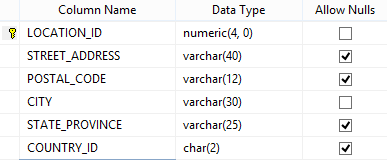 Column Name Data Type Allow Nulls
LOCATION_ID numeric(4, 0)
STREET_ADDRESS varchar(40)
POSTAL_CODE varchar(12)
CITY varchar(30)
STATE_PROVINCE varchar(25)
COUNTRY_ID char(2)